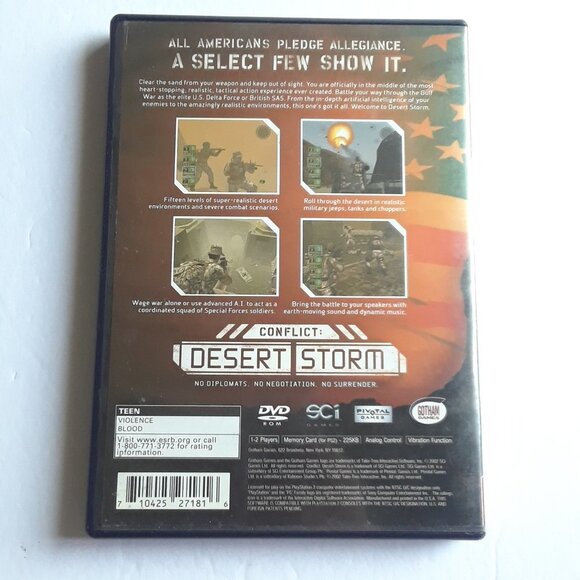 ALL AMERICANS PLEDGE ALLEGIANCE.
A SELECT FEW SHOW IT.
Clear the sand from your weapon and keep out of sight. You are officially in the middle of the most
heart-stopping, realistic, tactical action experience ever created. Battle your way through the Gulf
War as the elite U.S. Delta Force or British SAS. From the in-depth artificial intelligence of your
enemies to the amazingly realistic environments, this one's got it all. Welcome to Desert Storm.
Fifteen levels of super-realistic desert
environments and severe combat scenarios.
Roll through the desert in realistic
military jeeps, tanks and choppers.
Wage war alone or use advanced A.I. to act as a
coordinated squad of Special Forces soldiers.
Bring the battle to your speakers with
earth-moving sound and dynamic music.
CONFLICT:
DESERT STORM
NO DIPLOMATS. NO NEGOTIATION. NO SURRENDER.
TEEN
VIOLENCE
BLOOD
Visit www.esrb.org or call
1-800-771-3772 for rating
information.
DVD
ROM
SCi
GAMES
PIVOTAL
GAMES
GOTHAM
GAMES
1-2 Players
Memory Card (for PS2) - 225KB
Analog Control
Vibration Function
Gotham Games, 622 Broadway, New York, NY 10012.
7 10425 27181 6